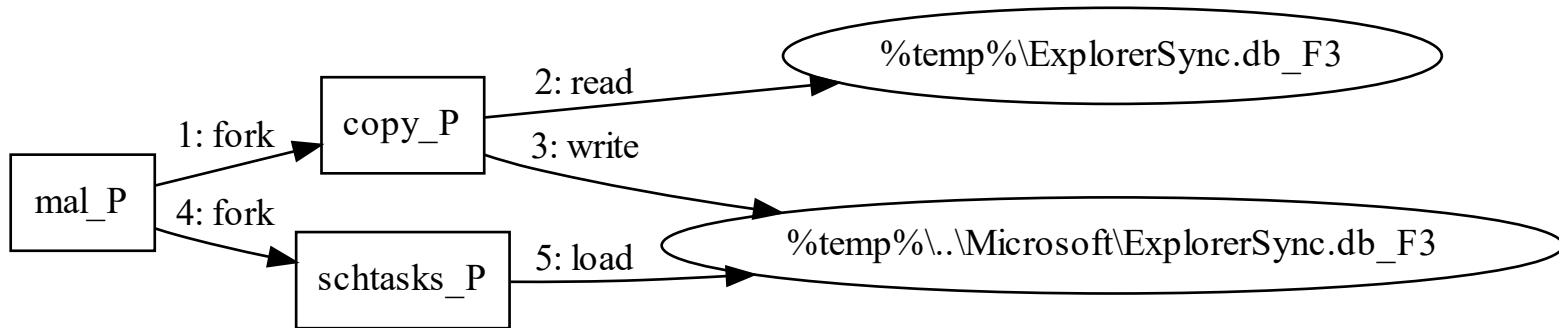 %temp%\ExplorerSync.db_F3
2: read
copy_P
1: fork
3: write
mal_P
4: fork
%temp%\..\Microsoft\ExplorerSync.db_F3
5: load
schtasks_P